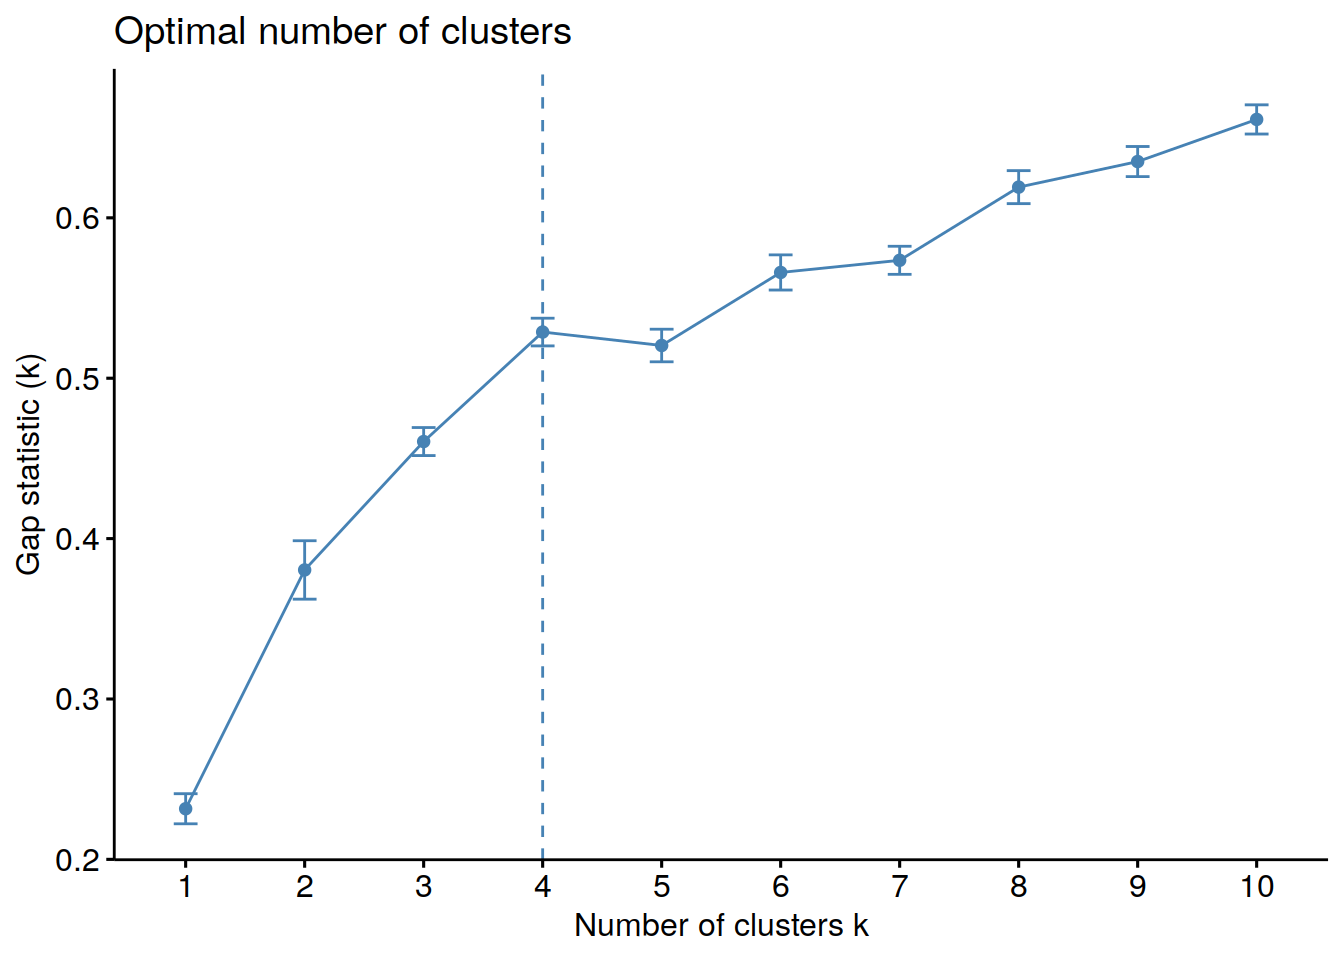 Optimal number of clusters
Gap statistic (k)
0.6
0.5
0.4
0.3
0.2
1 2 3 4 5 6 7 8 9 10
Number of clusters k